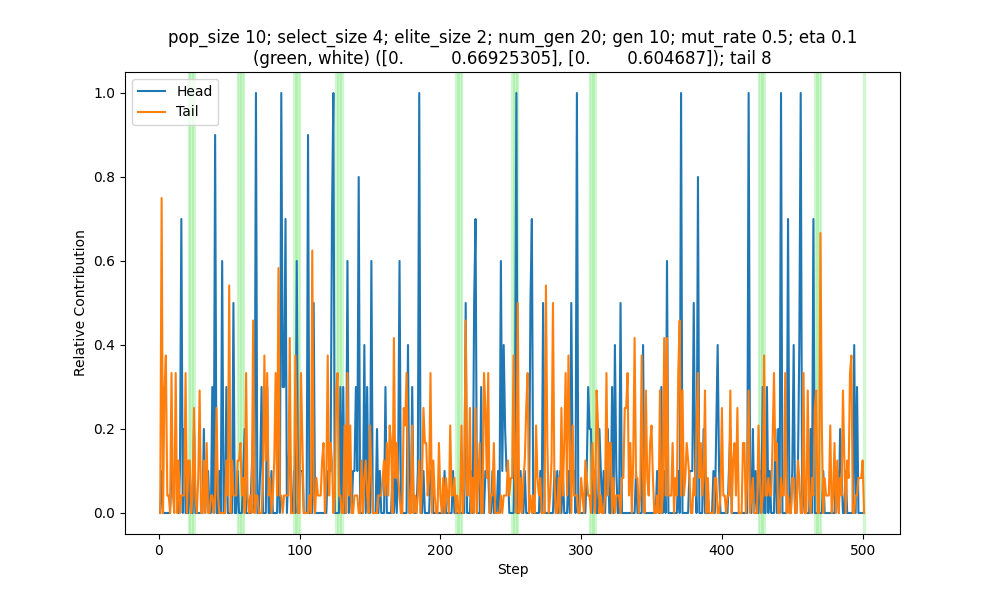 pop_size 10; select_size 4; elite_size 2; num_gen 20; gen 10; mut_rate 0.5; eta 0.1
(green, white) ([0.         0.66925305], [0.       0.604687]); tail 8
Head
Tail
1.0
0.8
0.6
0.4
0.2
0.0
Relative Contribution
0
100
200
300
400
500
Step